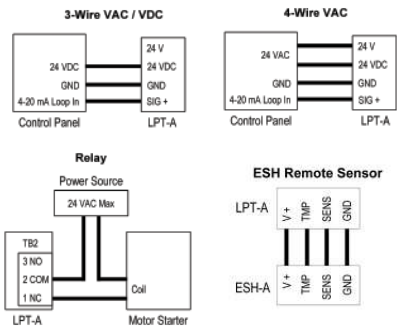 3-Wire VAC / VDC
24 V
24 VDC
24 VDC
GND
GND
4-20 mA Loop In
SIG +
Control Panel
LPT-A
4-Wire VAC
24 V
24 VAC
24 VDC
GND
GND
4-20 mA Loop In
SIG +
Control Panel
LPT-A
Relay
Power Source
24 VAC Max
TB2
3 NO
2 COM
1 NC
Coil
LPT-A
Motor Starter
ESH Remote Sensor
LPT-A
V +
TMP
SENS
GND
ESH-A
V +
TMP
SENS
GND